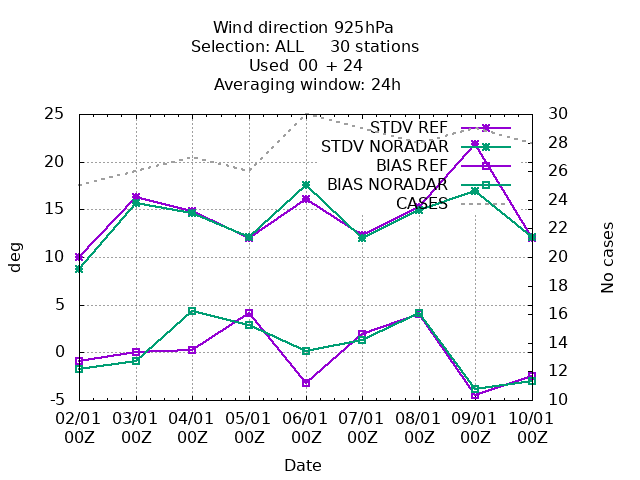 Wind direction 925hPa
Selection: ALL 30 stations
Used 00 + 24
Averaging window: 24h
STDV REF
STDV NORADAR
BIAS REF
BIAS NORADAR
CASES
deg
25
20
15
10
5
0
-5
30
28
26
24
22
20
18
16
14
12
10
No cases
02/01 03/01 04/01 05/01 06/01 07/01 08/01 09/01 10/01
00Z 00Z 00Z 00Z 00Z 00Z 00Z 00Z 00Z
Date